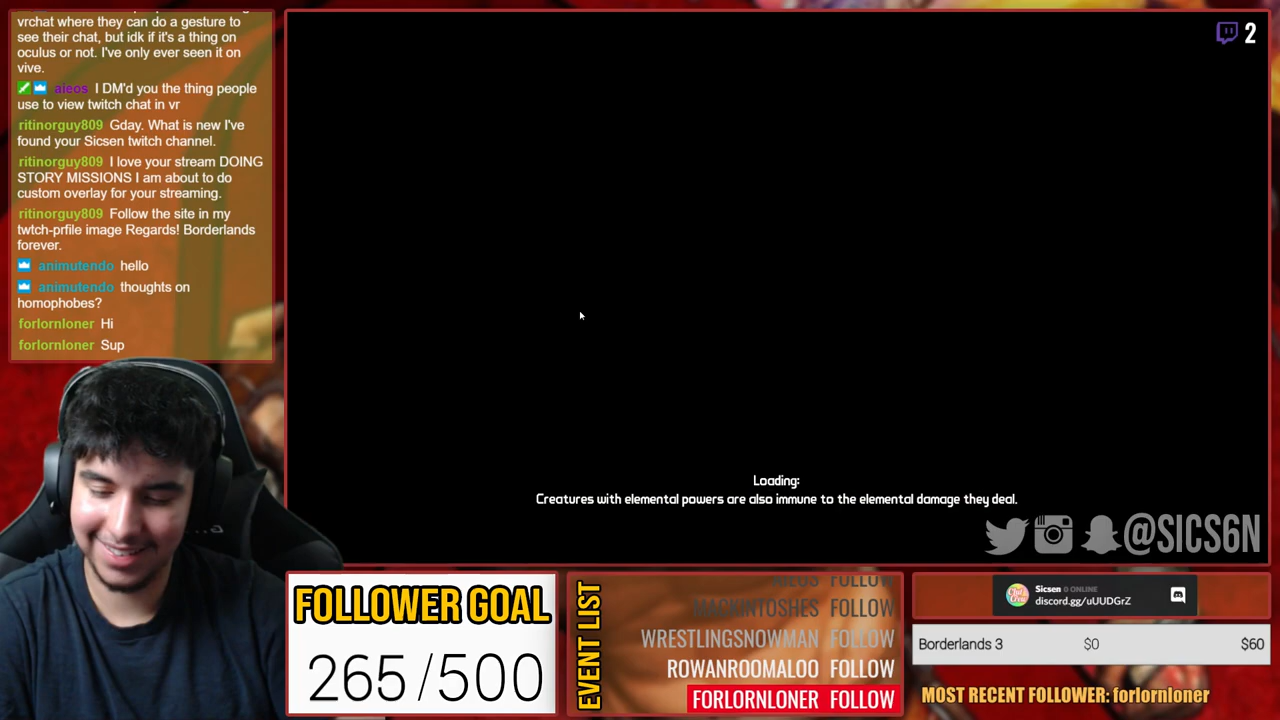 vrchat where they can do a gesture to
see their chat, but idk if it's a thing on
oculus or not. I've only ever seen it on
vive.
aieos I DM'd you the thing people
use to view twitch chat in vr
ritinorguy809 Gday. What is new I've
found your Sicsen twitch channel.
ritinorguy809 I love your stream DOING
STORY MISSIONS I am about to do
custom overlay for your streaming.
ritinorguy809 Follow the site in my
twtch-prfile image Regards! Borderlands
forever.
animutendo hello
animutendo thoughts on
homophobes?
forlornloner Hi
forlornloner Sup
2
Loading:
Creatures with elemental powers are also immune to the elemental damage they deal.
@SICS6N
FOLLOWER GOAL
265/500
EVENT LIST
AIEOS FOLLOW
MACKINTOSHES FOLLOW
WRESTLINGSNOWMAN FOLLOW
ROWANROOMALOO FOLLOW
FORLORNLONER FOLLOW
Sicsen 0 ONLINE
discord.gg/uUUDGrZ
Borderlands 3 $0 $60
MOST RECENT FOLLOWER: forlornloner